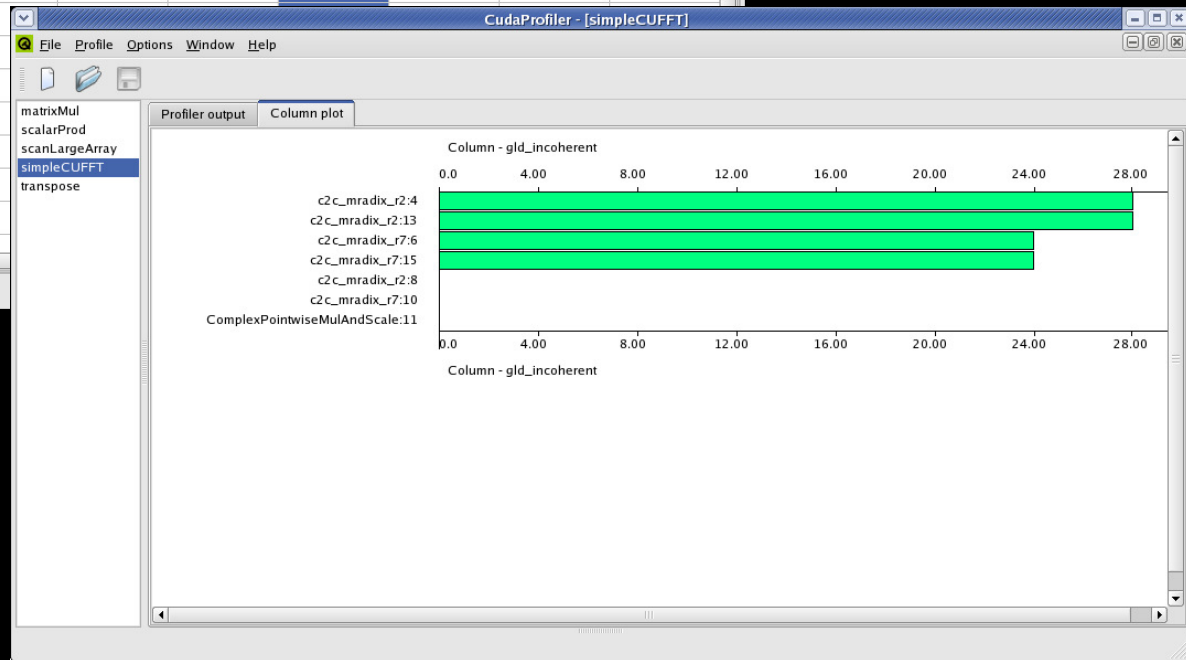 CudaProfiler - [simpleCUFFT]
File Profile Options Window Help
matrixMul
scalarProd
scanLargeArray
simpleCUFFT
transpose
Profiler output Column plot
Column - gld_incoherent
0.0 4.00 8.00 12.00 16.00 20.00 24.00 28.00
c2c_mradix_r2:4
c2c_mradix_r2:13
c2c_mradix_r7:6
c2c_mradix_r7:15
c2c_mradix_r2:8
c2c_mradix_r7:10
ComplexPointwiseMulAndScale:11
0.0 4.00 8.00 12.00 16.00 20.00 24.00 28.00
Column - gld_incoherent